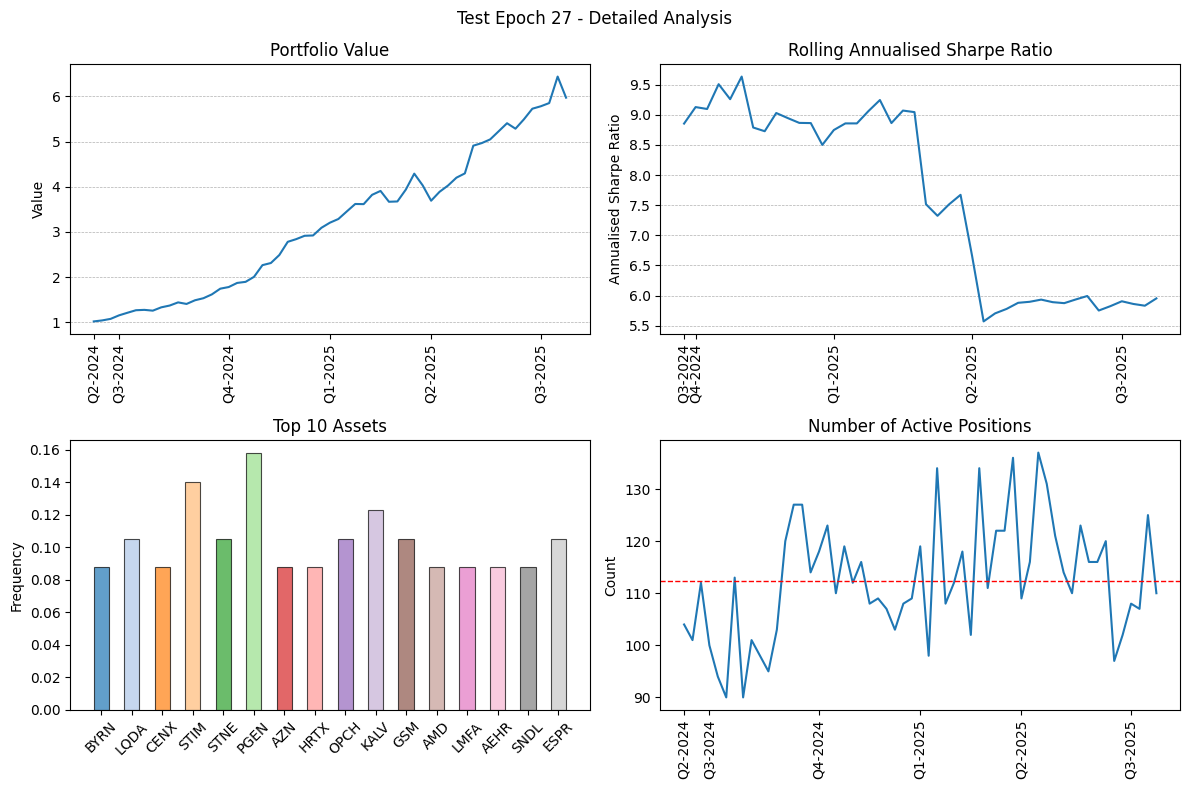 Test Epoch 27 - Detailed Analysis
Portfolio Value
Value
6
5
4
3
2
1
Q2-2024
Q3-2024
Q4-2024
Q1-2025
Q2-2025
Q3-2025
Rolling Annualised Sharpe Ratio
Annualised Sharpe Ratio
9.5
9.0
8.5
8.0
7.5
7.0
6.5
6.0
5.5
Q3-2024
Q4-2024
Q1-2025
Q2-2025
Q3-2025
Top 10 Assets
Frequency
0.16
0.14
0.12
0.10
0.08
0.06
0.04
0.02
0.00
BYRN
LQDA
CENX
STIM
STNE
PGEN
AZN
HRTX
OPCH
KALV
GSM
AMD
LMFA
AEHR
SNDL
ESPR
Number of Active Positions
Count
130
120
110
100
90
Q2-2024
Q3-2024
Q4-2024
Q1-2025
Q2-2025
Q3-2025